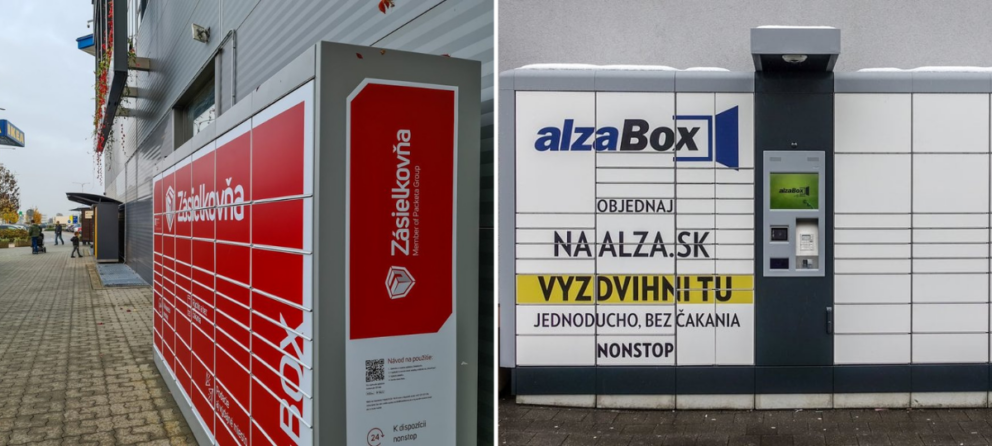 Zásielkovňa
BOX
Zásielkovňa
Member of Packeta Group
Návod na použitie:
24
K dispozícii
nonstop
alzaBox
OBJEDNAJ
NA ALZA.SK
VYZDVIHNI TU
JEDNODUCHO, BEZ ČAKANIA
NONSTOP
alzaBox